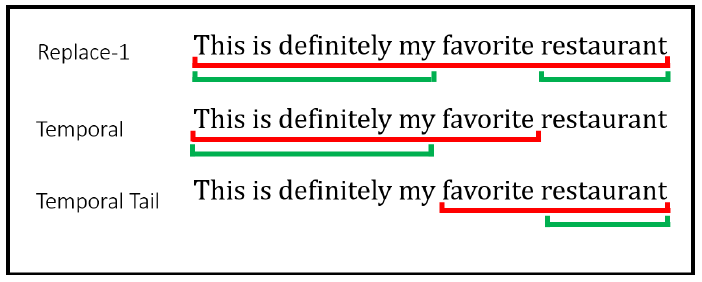 Replace-1 This is definitely my favorite restaurant
Temporal This is definitely my favorite restaurant
Temporal Tail This is definitely my favorite restaurant